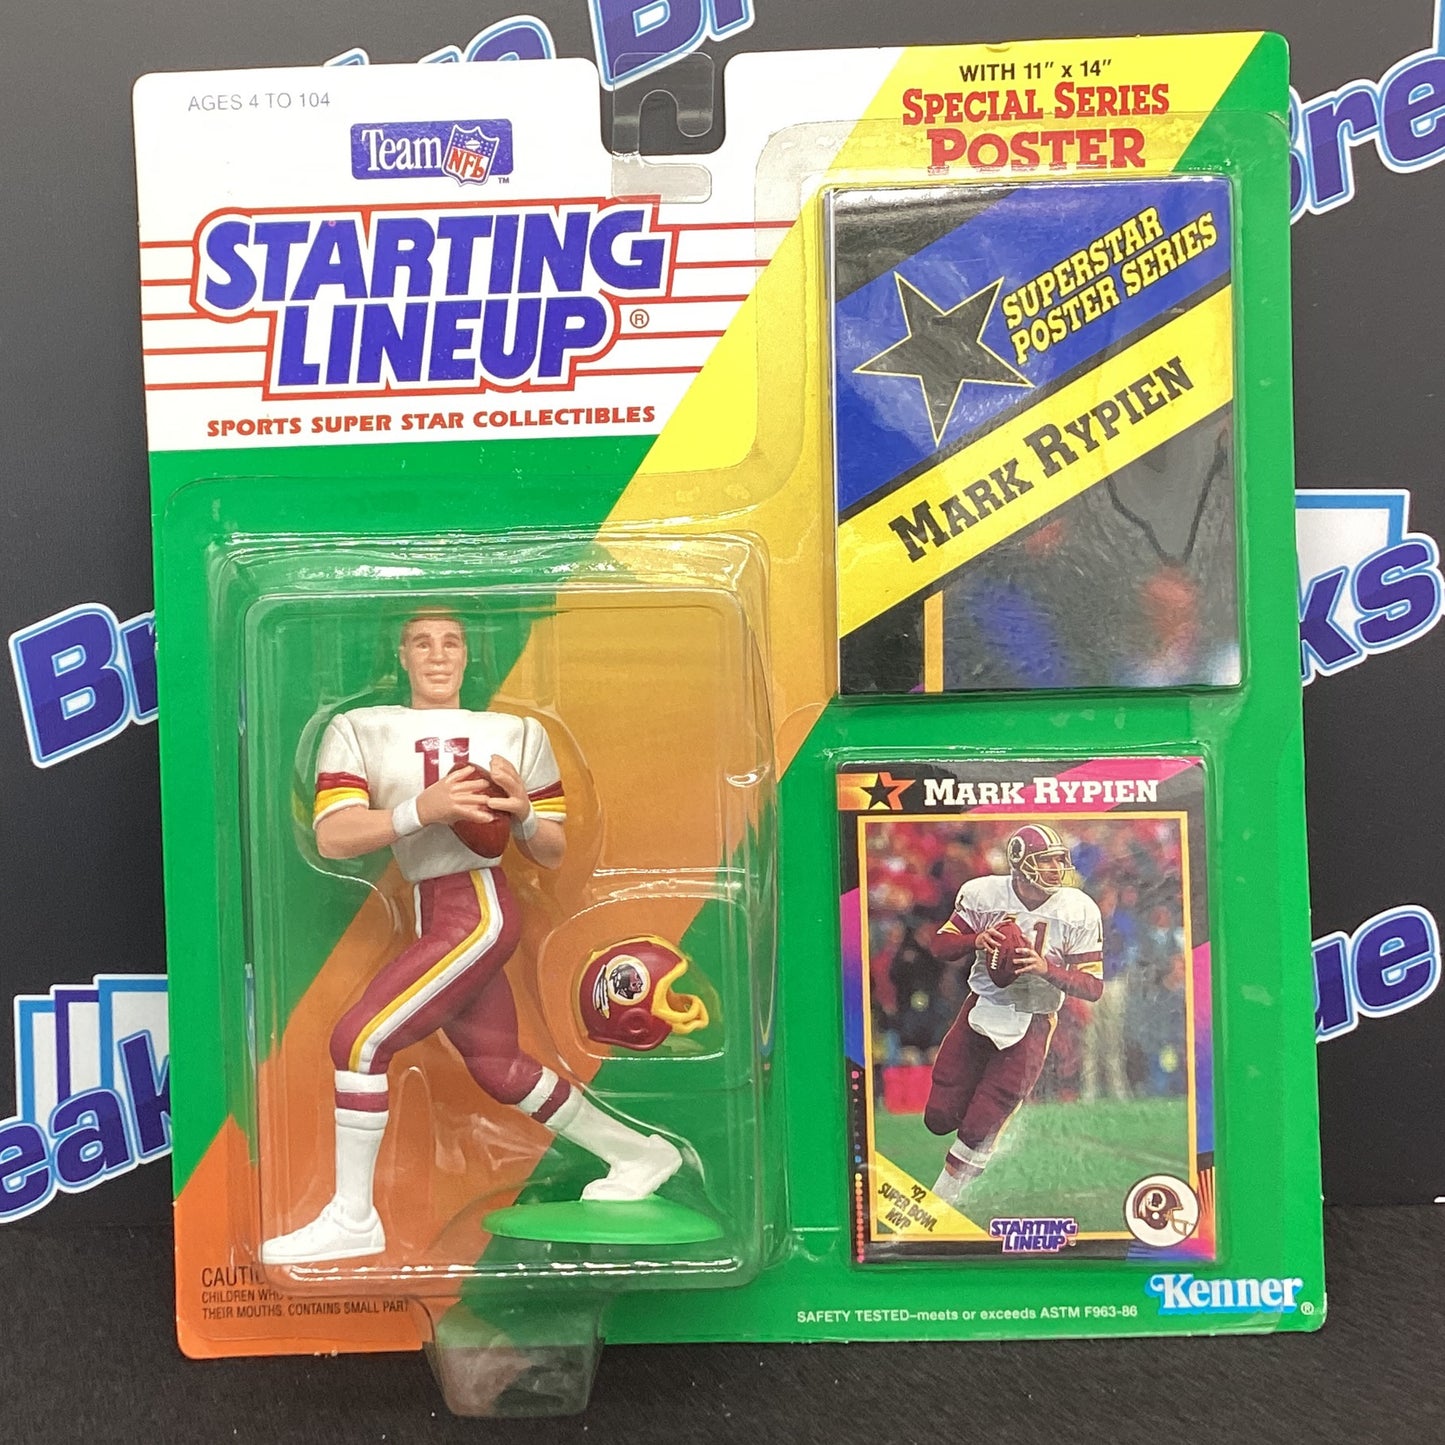 AGES 4 TO 104
Team NFL ™
STARTING
LINEUP ®
SPORTS SUPER STAR COLLECTIBLES
WITH 11" x 14"
SPECIAL SERIES
POSTER
SUPERSTAR
POSTER SERIES
MARK RYPIEN
11
MARK RYPIEN
'92
SUPER BOWL
MVP
STARTING
LINEUP
CHILDREN
THEIR MOUTHS. CONTAINS SMALL PART
SAFETY TESTED–meets or exceeds ASTM F963-86
Kenner ®